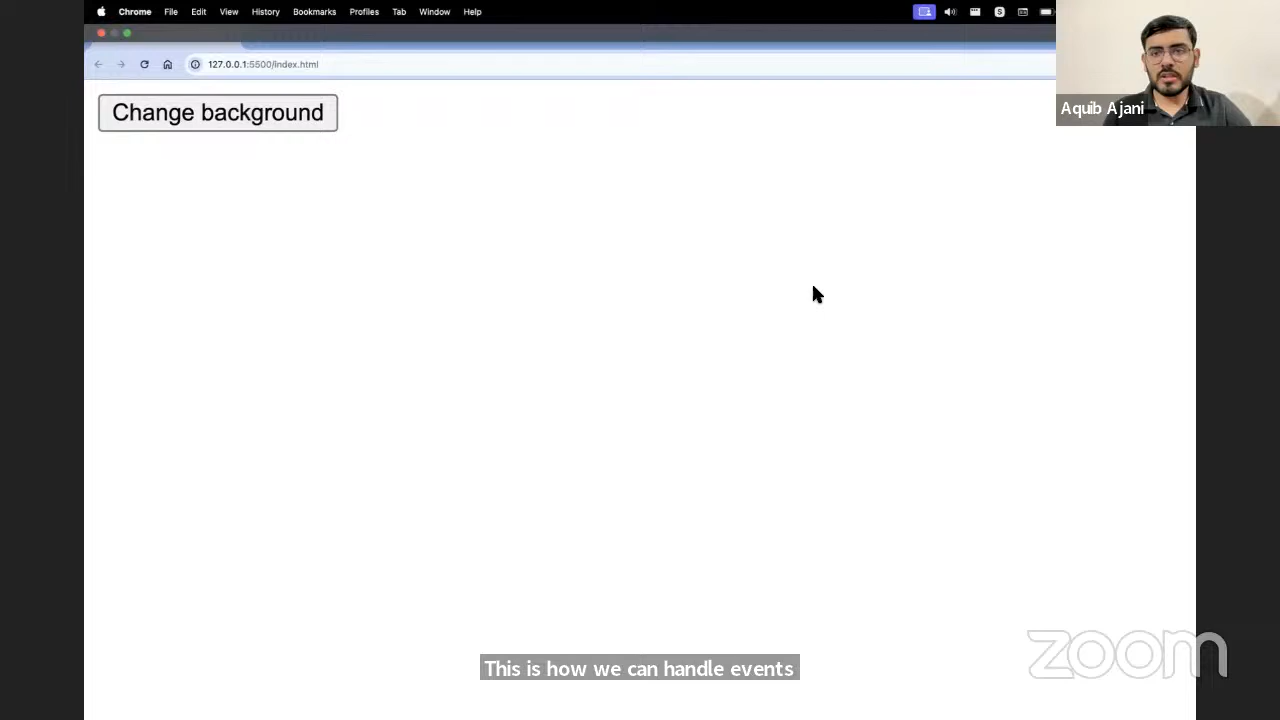 Chrome File Edit View History Bookmarks Profiles Tab Window Help
127.0.0.1:5500/index.html
Change background
Aquib Ajani
zoom
This is how we can handle events